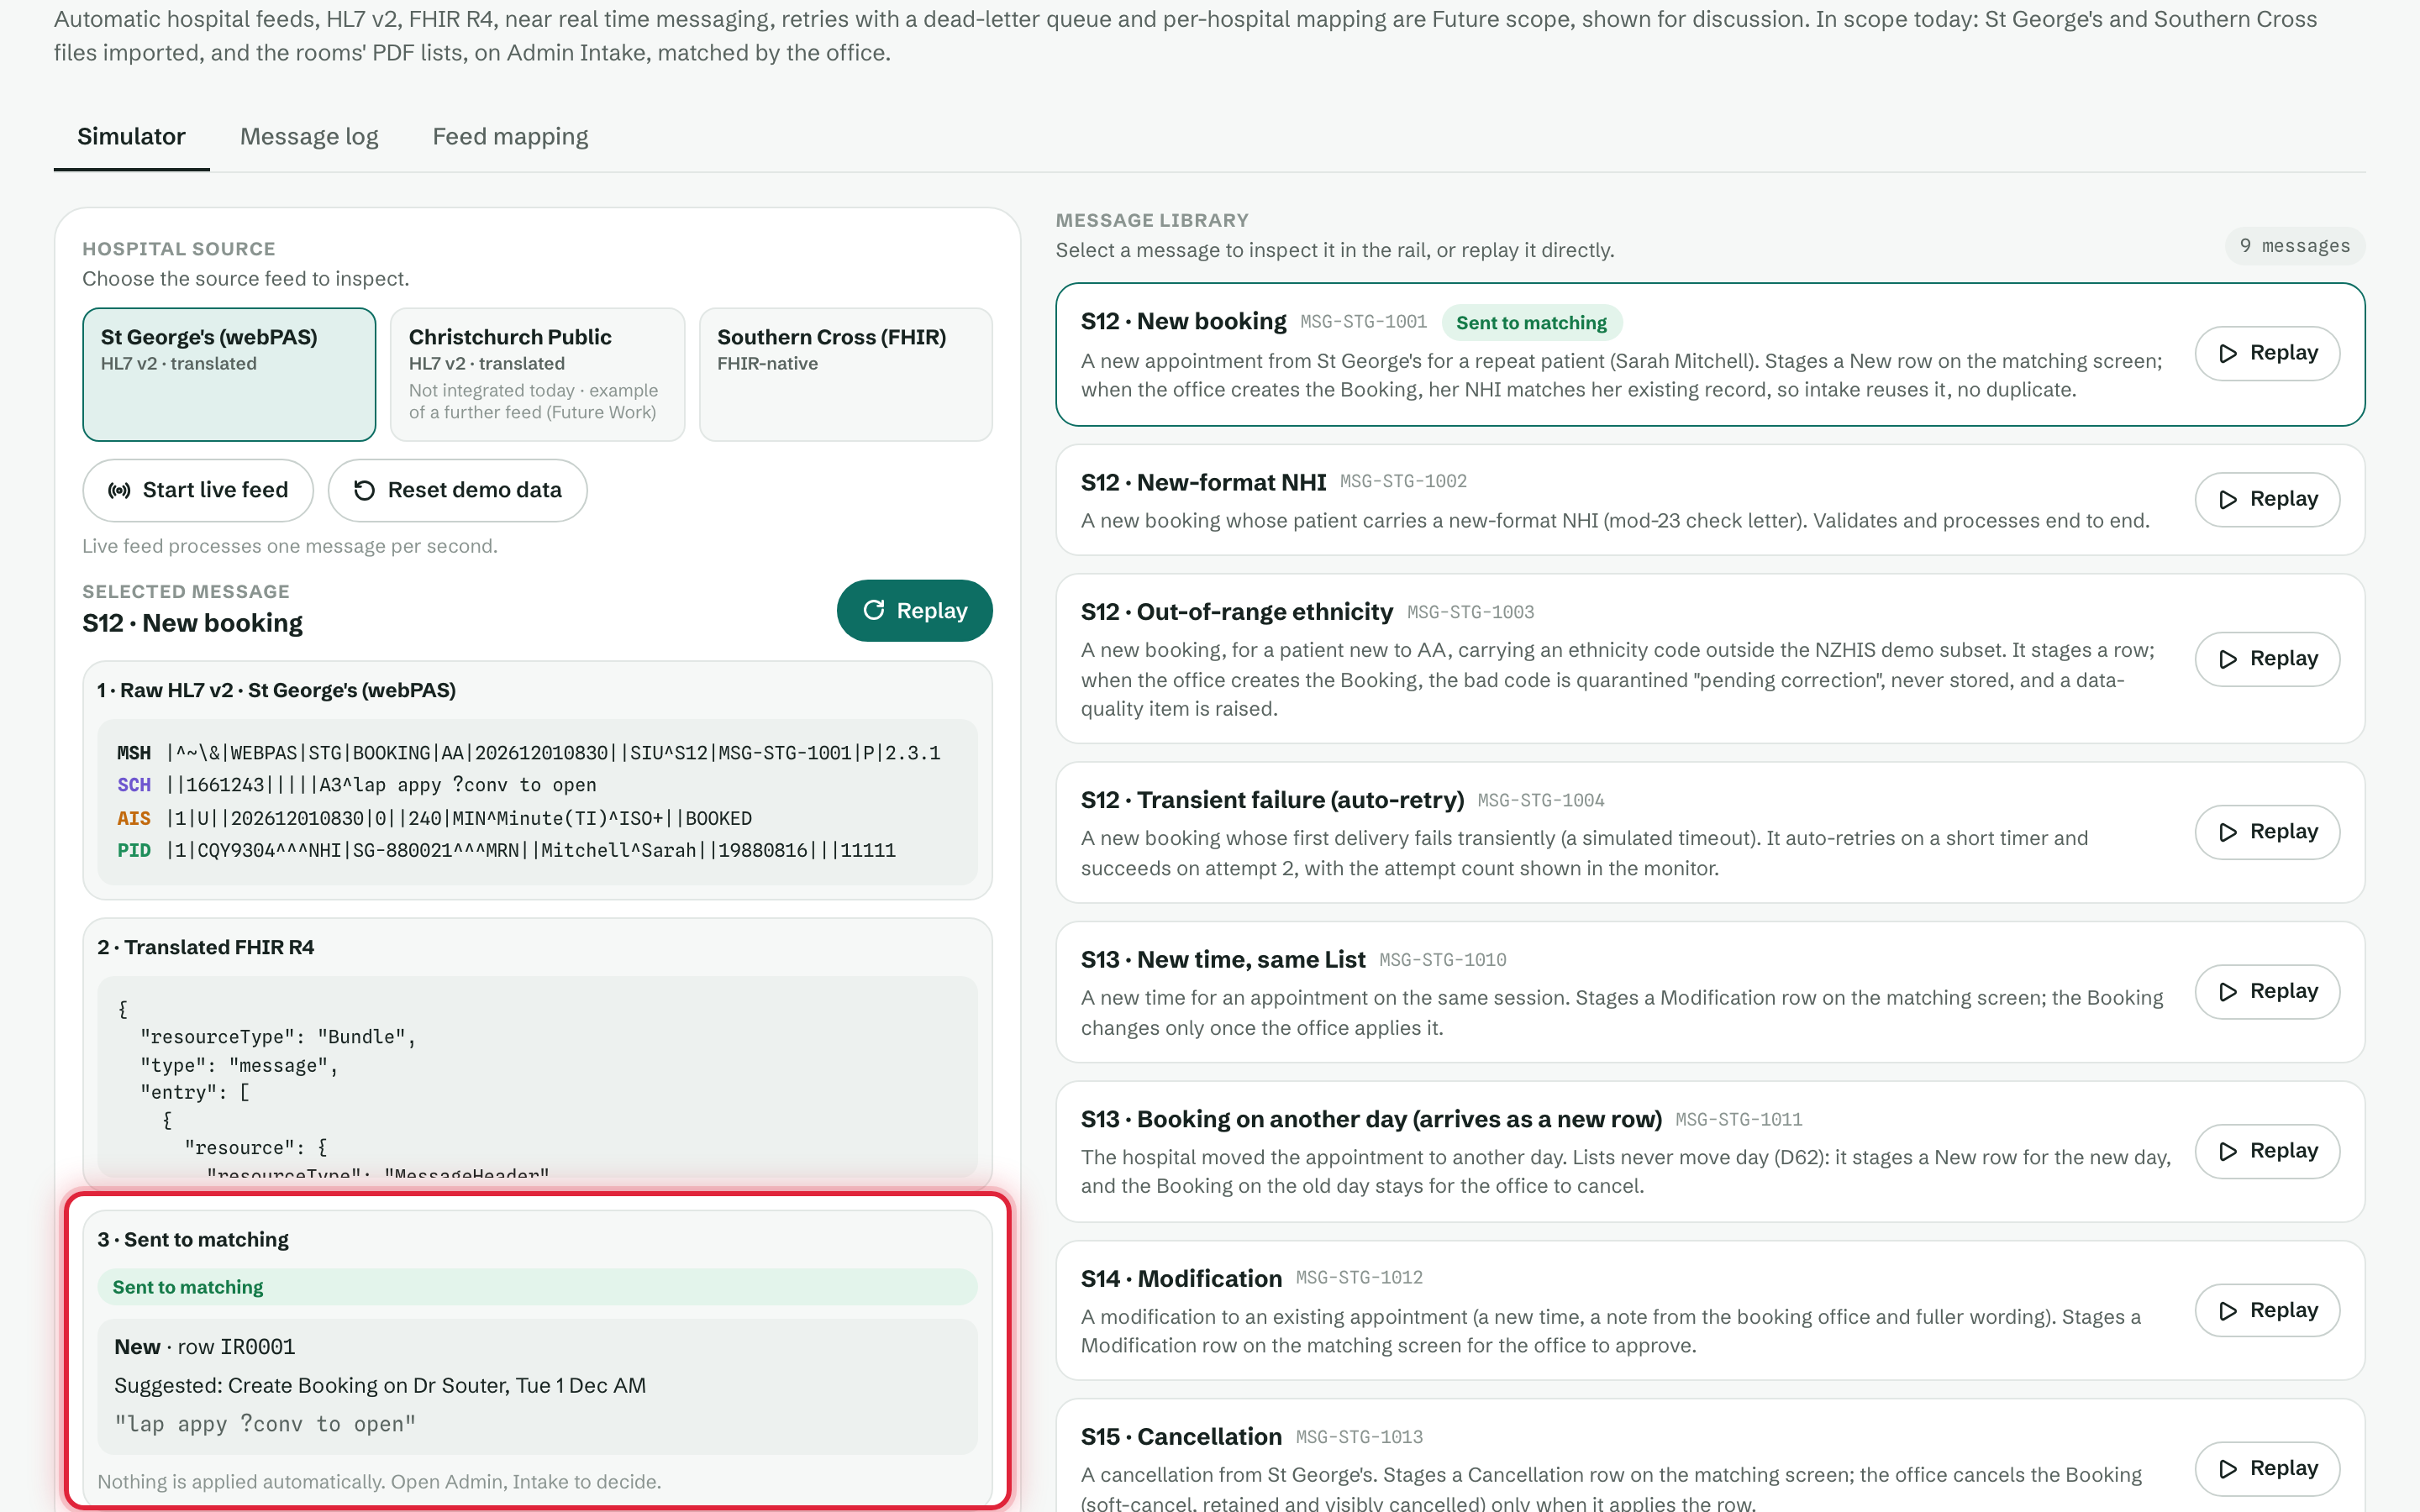 Automatic hospital feeds, HL7 v2, FHIR R4, near real time messaging, retries with a dead-letter queue and per-hospital mapping are Future scope, shown for discussion. In scope today: St George's and Southern Cross
files imported, and the rooms' PDF lists, on Admin Intake, matched by the office.
Simulator
Message log
Feed mapping
HOSPITAL SOURCE
Choose the source feed to inspect.
St George's (webPAS)
HL7 v2 · translated
Christchurch Public
HL7 v2 · translated
Not integrated today · example
of a further feed (Future Work)
Southern Cross (FHIR)
FHIR-native
Start live feed
Reset demo data
Live feed processes one message per second.
SELECTED MESSAGE
S12 · New booking
Replay
1 · Raw HL7 v2 · St George's (webPAS)
MSH |^~\&|WEBPAS|STG|BOOKING|AA|202612010830||SIU^S12|MSG-STG-1001|P|2.3.1
SCH ||1661243|||||A3^lap appy ?conv to open
AIS |1|U||202612010830|0||240|MIN^Minute(TI)^ISO+||BOOKED
PID |1|CQY9304^^^NHI|SG-880021^^^MRN||Mitchell^Sarah||19880816|||11111
2 · Translated FHIR R4
{
"resourceType": "Bundle",
"type": "message",
"entry": [
{
"resource": {
"resourceType": "MessageHeader"
3 · Sent to matching
Sent to matching
New · row IR0001
Suggested: Create Booking on Dr Souter, Tue 1 Dec AM
"lap appy ?conv to open"
Nothing is applied automatically. Open Admin, Intake to decide.
MESSAGE LIBRARY
Select a message to inspect it in the rail, or replay it directly.
9 messages
S12 · New booking MSG-STG-1001 Sent to matching
A new appointment from St George's for a repeat patient (Sarah Mitchell). Stages a New row on the matching screen;
when the office creates the Booking, her NHI matches her existing record, so intake reuses it, no duplicate.
Replay
S12 · New-format NHI MSG-STG-1002
A new booking whose patient carries a new-format NHI (mod-23 check letter). Validates and processes end to end.
Replay
S12 · Out-of-range ethnicity MSG-STG-1003
A new booking, for a patient new to AA, carrying an ethnicity code outside the NZHIS demo subset. It stages a row;
when the office creates the Booking, the bad code is quarantined "pending correction", never stored, and a data-
quality item is raised.
Replay
S12 · Transient failure (auto-retry) MSG-STG-1004
A new booking whose first delivery fails transiently (a simulated timeout). It auto-retries on a short timer and
succeeds on attempt 2, with the attempt count shown in the monitor.
Replay
S13 · New time, same List MSG-STG-1010
A new time for an appointment on the same session. Stages a Modification row on the matching screen; the Booking
changes only once the office applies it.
Replay
S13 · Booking on another day (arrives as a new row) MSG-STG-1011
The hospital moved the appointment to another day. Lists never move day (D62): it stages a New row for the new day,
and the Booking on the old day stays for the office to cancel.
Replay
S14 · Modification MSG-STG-1012
A modification to an existing appointment (a new time, a note from the booking office and fuller wording). Stages a
Modification row on the matching screen for the office to approve.
Replay
S15 · Cancellation MSG-STG-1013
A cancellation from St George's. Stages a Cancellation row on the matching screen; the office cancels the Booking
(soft-cancel, retained and visibly cancelled) only when it applies the row.
Replay